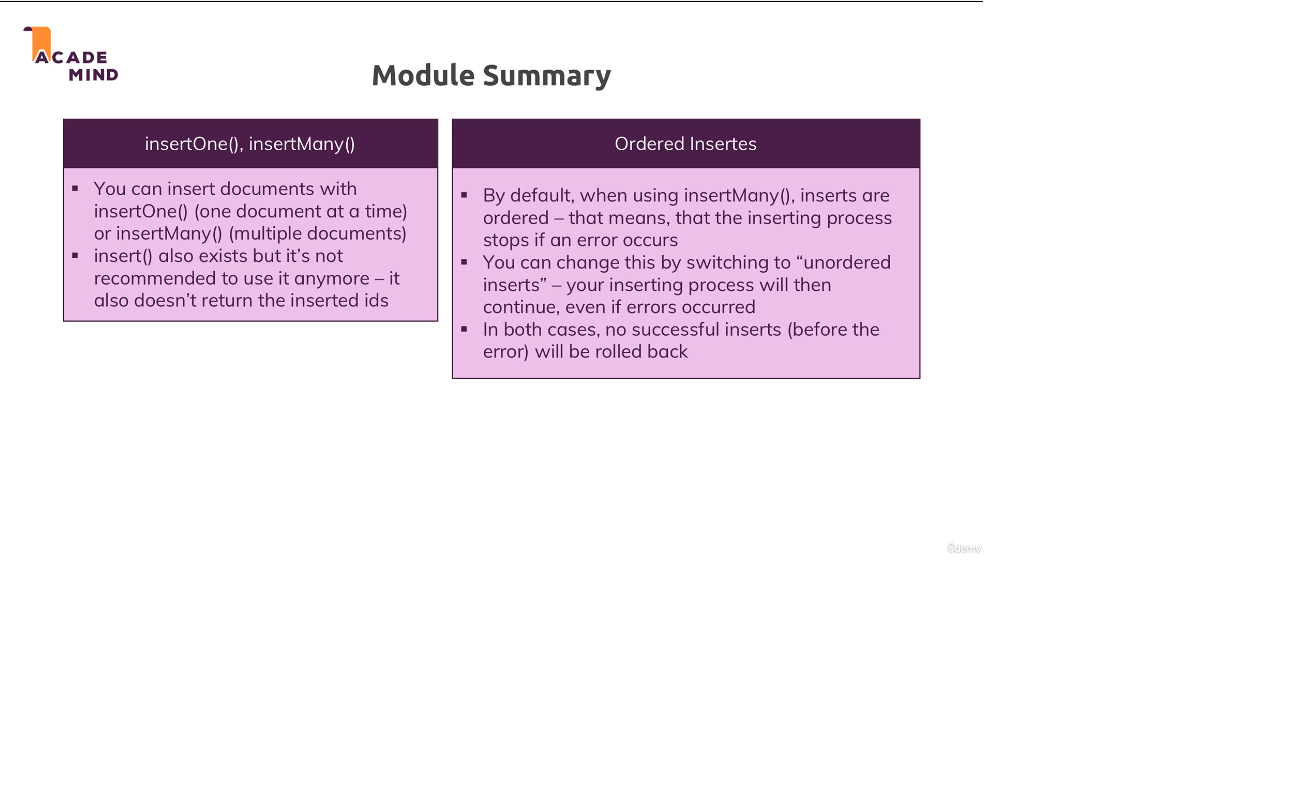 ACADE
MIND
Module Summary
insertOne(), insertMany()
▪ You can insert documents with
insertOne() (one document at a time)
or insertMany() (multiple documents)
▪ insert() also exists but it’s not
recommended to use it anymore – it
also doesn’t return the inserted ids
Ordered Insertes
▪ By default, when using insertMany(), inserts are
ordered – that means, that the inserting process
stops if an error occurs
▪ You can change this by switching to “unordered
inserts” – your inserting process will then
continue, even if errors occurred
▪ In both cases, no successful inserts (before the
error) will be rolled back
ûdemy